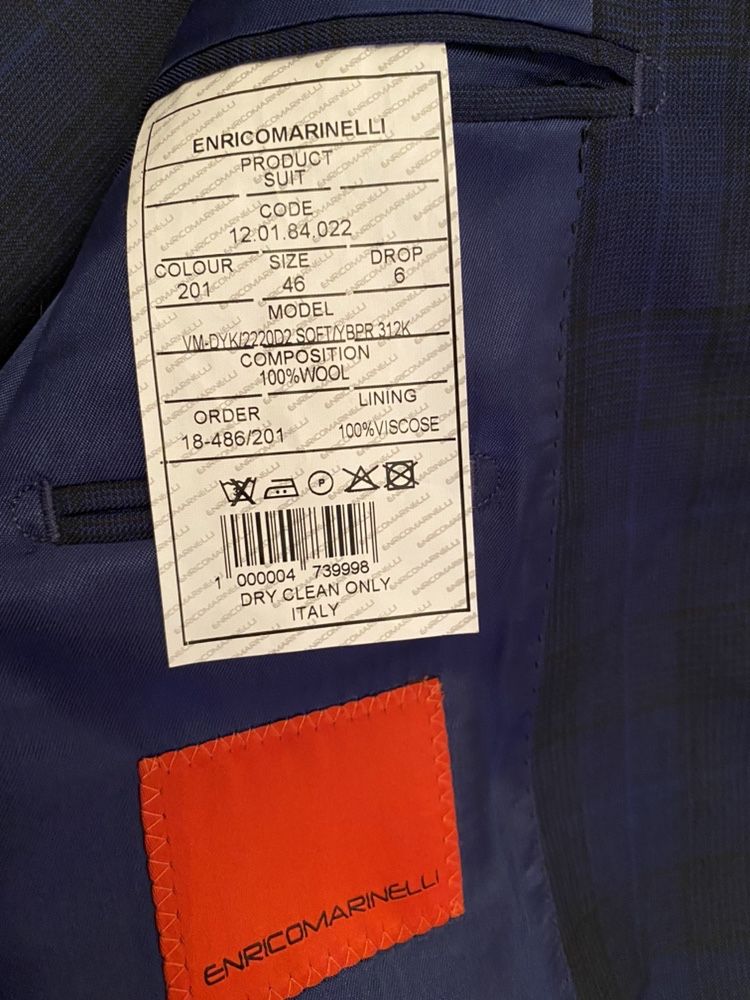 ENRICOMARINELLI
PRODUCT
SUIT
CODE
12.01.84.022
COLOUR SIZE DROP
201 46 6
MODEL
VM-DYK/2220D2 SOFT/YBPR 312K
COMPOSITION
100%WOOL
ORDER LINING
18-486/201 100%VISCOSE
P
1 000004 739998
DRY CLEAN ONLY
ITALY
ENRICOMARINELLI